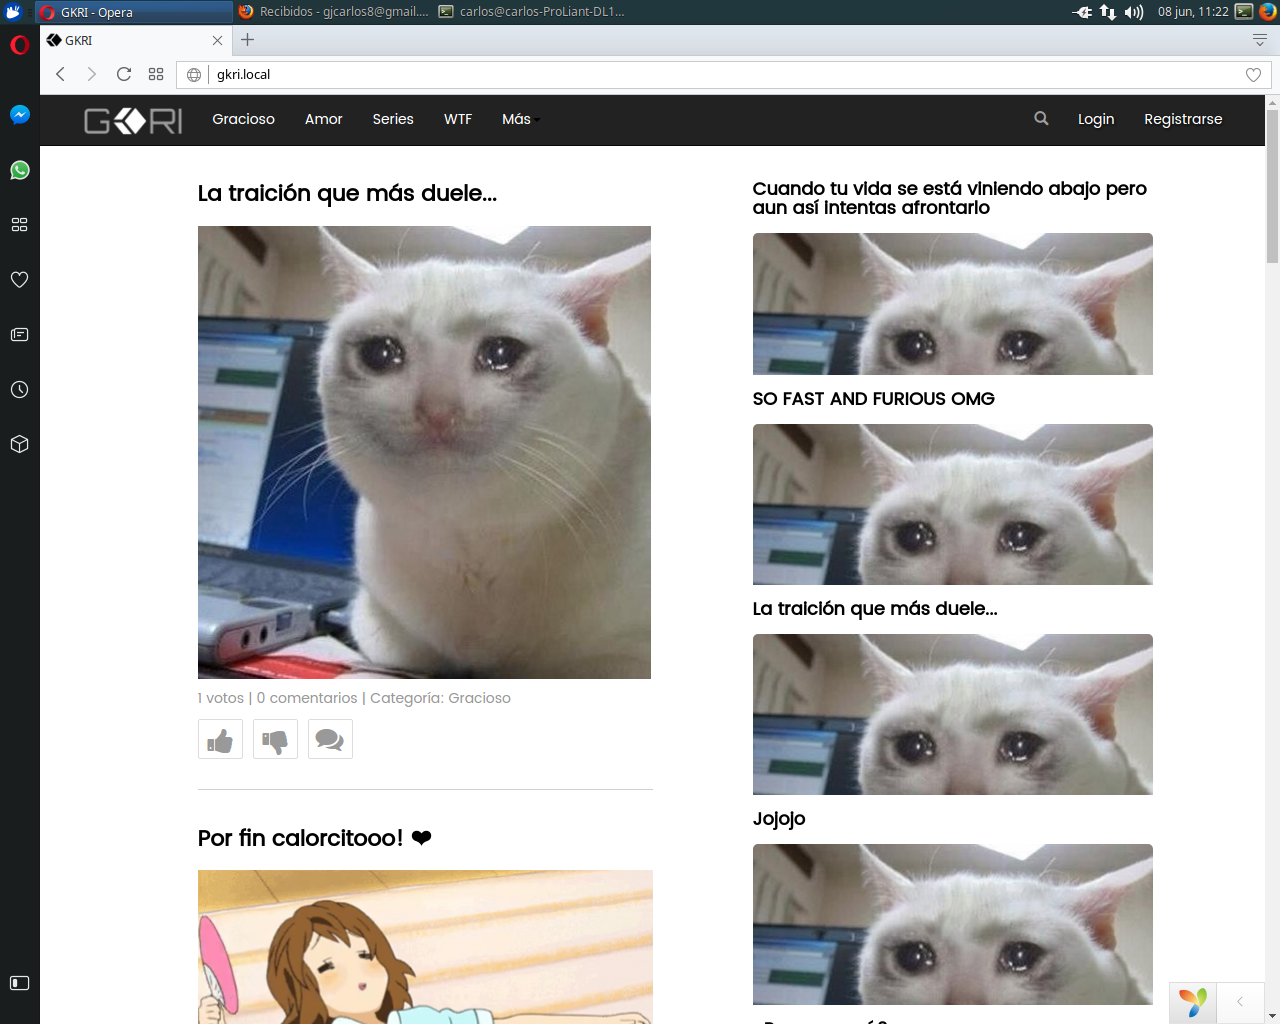 GKRI - Opera
Recibidos - gjcarlos8@gmail....
carlos@carlos-ProLiant-DL1...
08 jun, 11:22
GKRI
gkri.local
GKRI
Gracioso
Amor
Series
WTF
Más
Login
Registrarse
La traición que más duele...
1 votos | 0 comentarios | Categoría: Gracioso
Por fin calorcitooo! ❤
Cuando tu vida se está viniendo abajo pero
aun así intentas afrontarlo
SO FAST AND FURIOUS OMG
La traición que más duele...
Jojojo